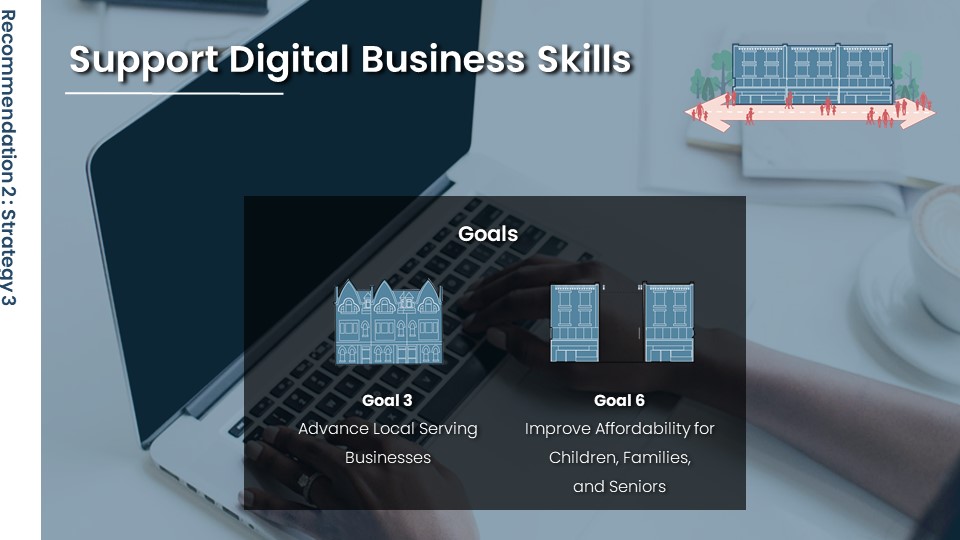 Recommendation 2 : Strategy 3
Support Digital Business Skills
Goals
Goal 3
Advance Local Serving
Businesses
Goal 6
Improve Affordability for
Children, Families,
and Seniors